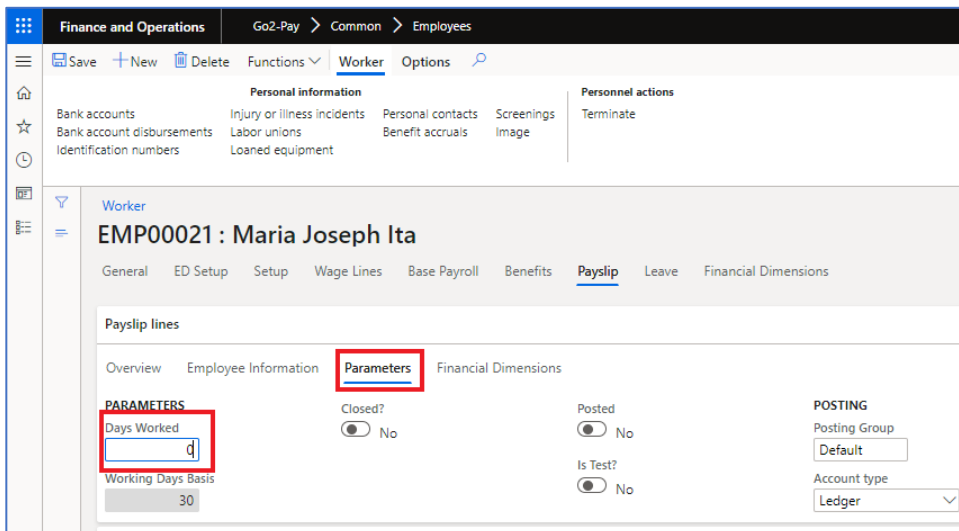 Finance and Operations Go2-Pay > Common > Employees
Save + New Delete Functions Worker Options
Personal information Personnel actions
Bank accounts Injury or illness incidents Personal contacts Screenings Terminate
Bank account disbursements Labor unions Benefit accruals Image
Identification numbers Loaned equipment
Worker
EMP00021 : Maria Joseph Ita
General ED Setup Setup Wage Lines Base Payroll Benefits Payslip Leave Financial Dimensions
Payslip lines
Overview Employee Information Parameters Financial Dimensions
PARAMETERS Closed? Posted POSTING
Days Worked No No Posting Group
0 Default
Is Test?
Working Days Basis No Account type
30 Ledger